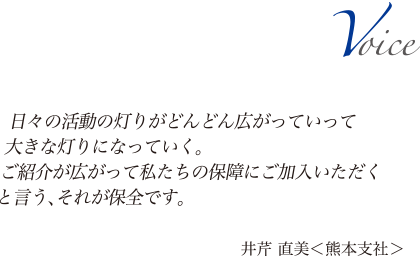 Voice
日々の活動の灯りがどんどん広がっていって
大きな灯りになっていく。
ご紹介が広がって私たちの保障にご加入いただく
と言う、それが保全です。
井芹 直美＜熊本支社＞